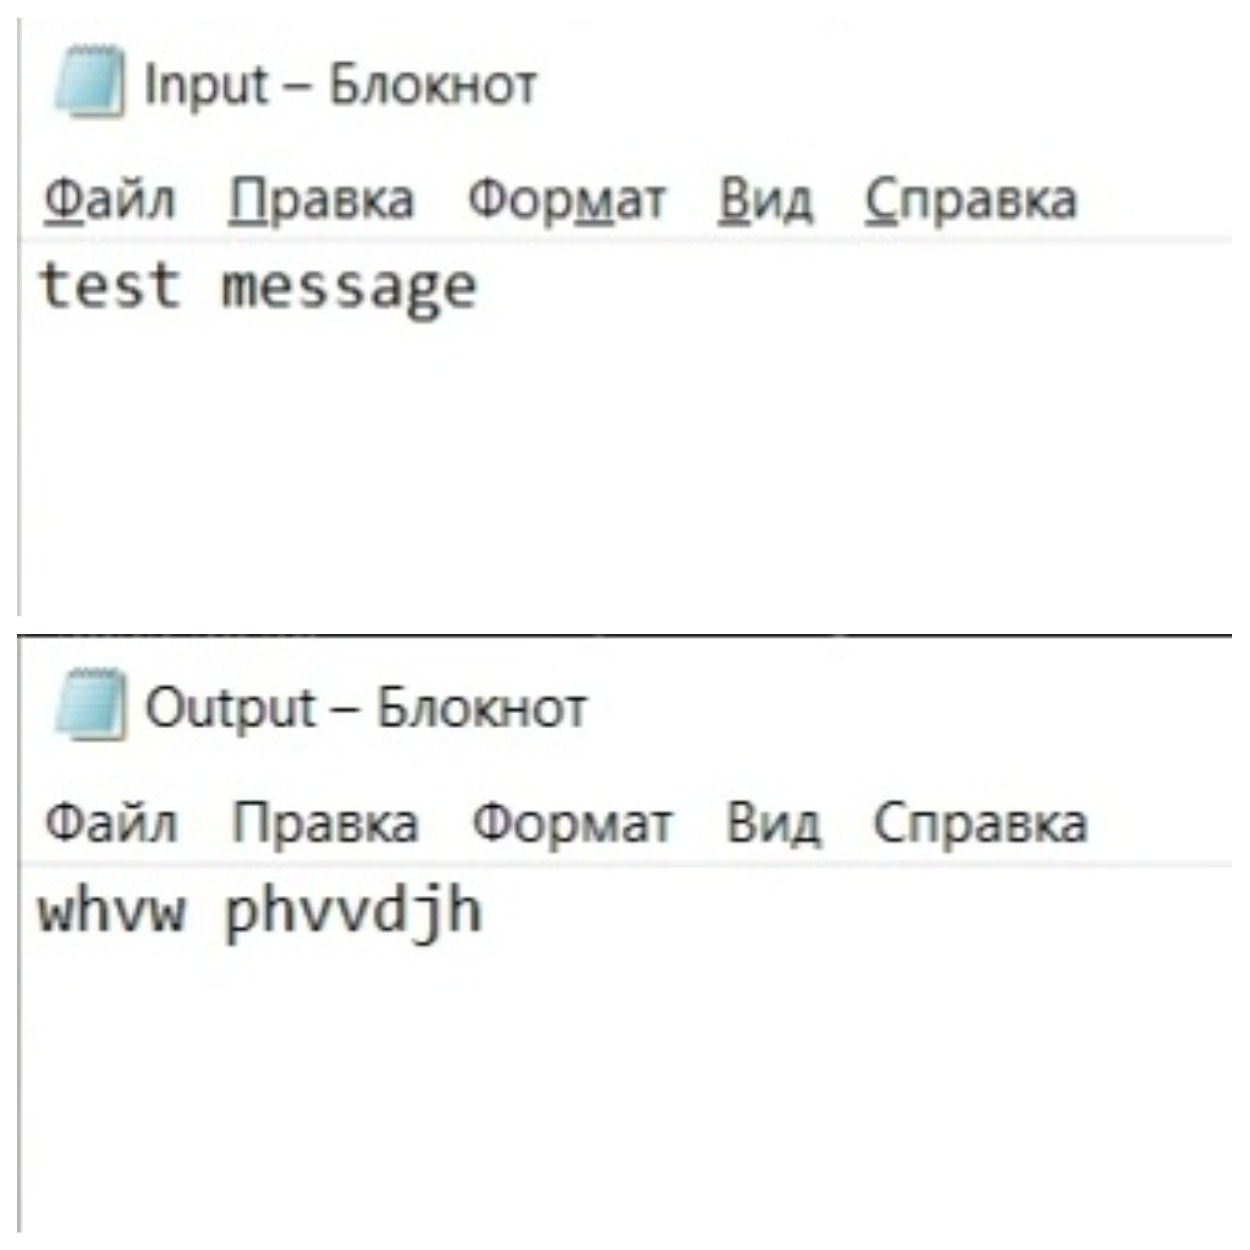 Input – Блокнот
Файл Правка Формат Вид Справка
test message
Output – Блокнот
Файл Правка Формат Вид Справка
whvw phvvdjh